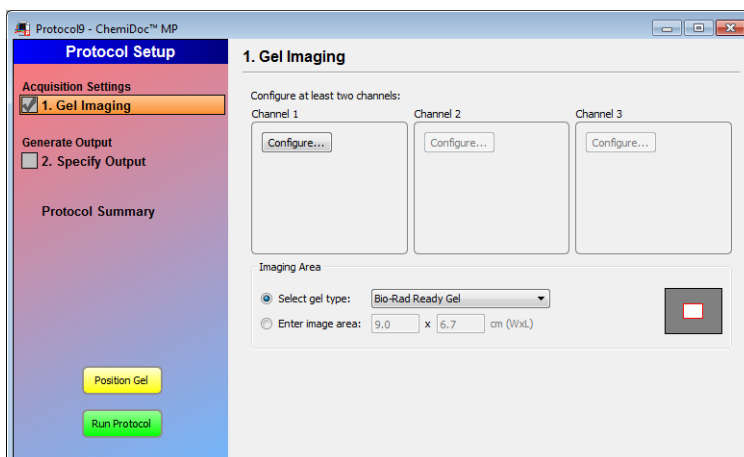 Protocol9 - ChemiDoc™ MP
Protocol Setup
Acquisition Settings
1. Gel Imaging
Generate Output
2. Specify Output
Protocol Summary
Position Gel
Run Protocol
1. Gel Imaging
Configure at least two channels:
Channel 1 Channel 2 Channel 3
Configure... Configure... Configure...
Imaging Area
Select gel type: Bio-Rad Ready Gel
Enter image area: 9.0 x 6.7 cm (WxL)